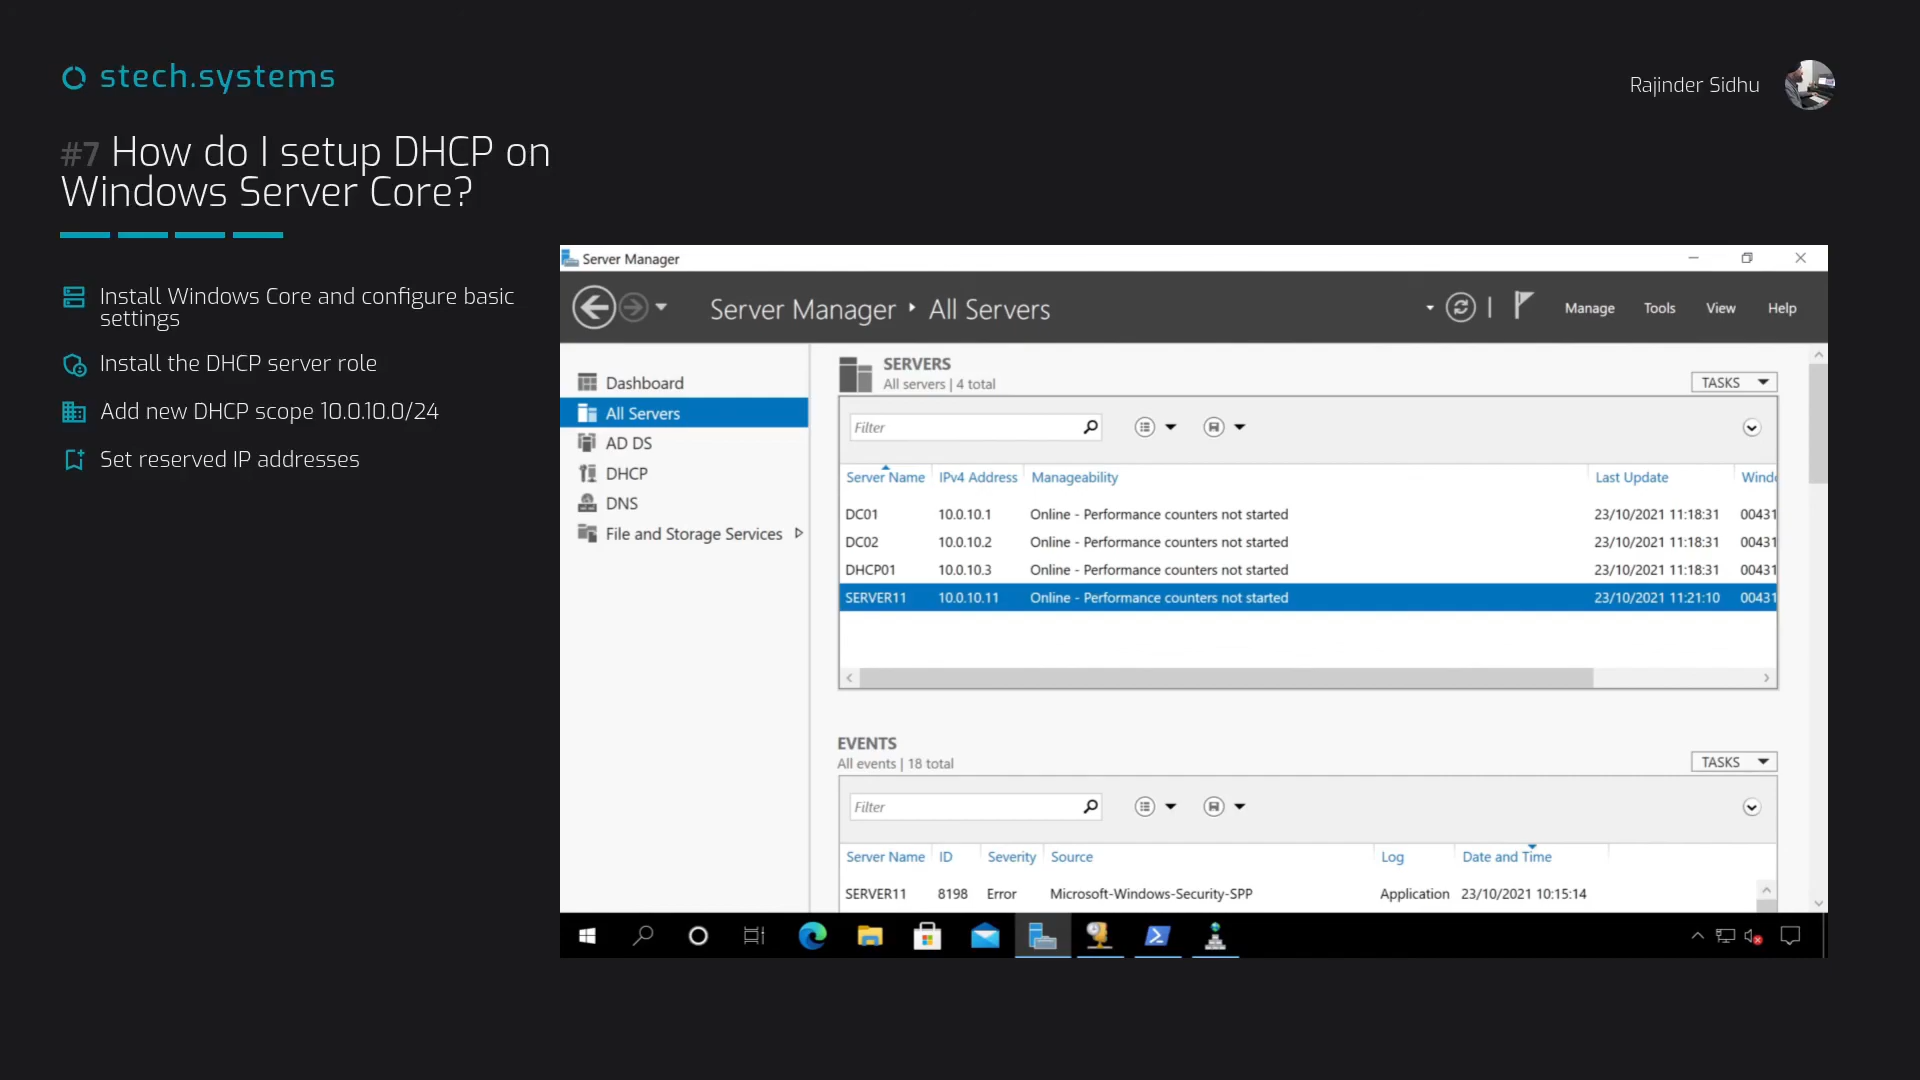 stech.systems
Rajinder Sidhu
#7 How do I setup DHCP on
Windows Server Core?
Install Windows Core and configure basic
settings
Install the DHCP server role
Add new DHCP scope 10.0.10.0/24
Set reserved IP addresses
Server Manager
Server Manager All Servers
Manage Tools View Help
Dashboard
All Servers
AD DS
DHCP
DNS
File and Storage Services
SERVERS
All servers | 4 total
TASKS
Filter
Server Name IPv4 Address Manageability Last Update Windo
DC01 10.0.10.1 Online - Performance counters not started 23/10/2021 11:18:31 00431
DC02 10.0.10.2 Online - Performance counters not started 23/10/2021 11:18:31 00431
DHCP01 10.0.10.3 Online - Performance counters not started 23/10/2021 11:18:31 00431
SERVER11 10.0.10.11 Online - Performance counters not started 23/10/2021 11:21:10 00431
EVENTS
All events | 18 total
TASKS
Filter
Server Name ID Severity Source Log Date and Time
SERVER11 8198 Error Microsoft-Windows-Security-SPP Application 23/10/2021 10:15:14